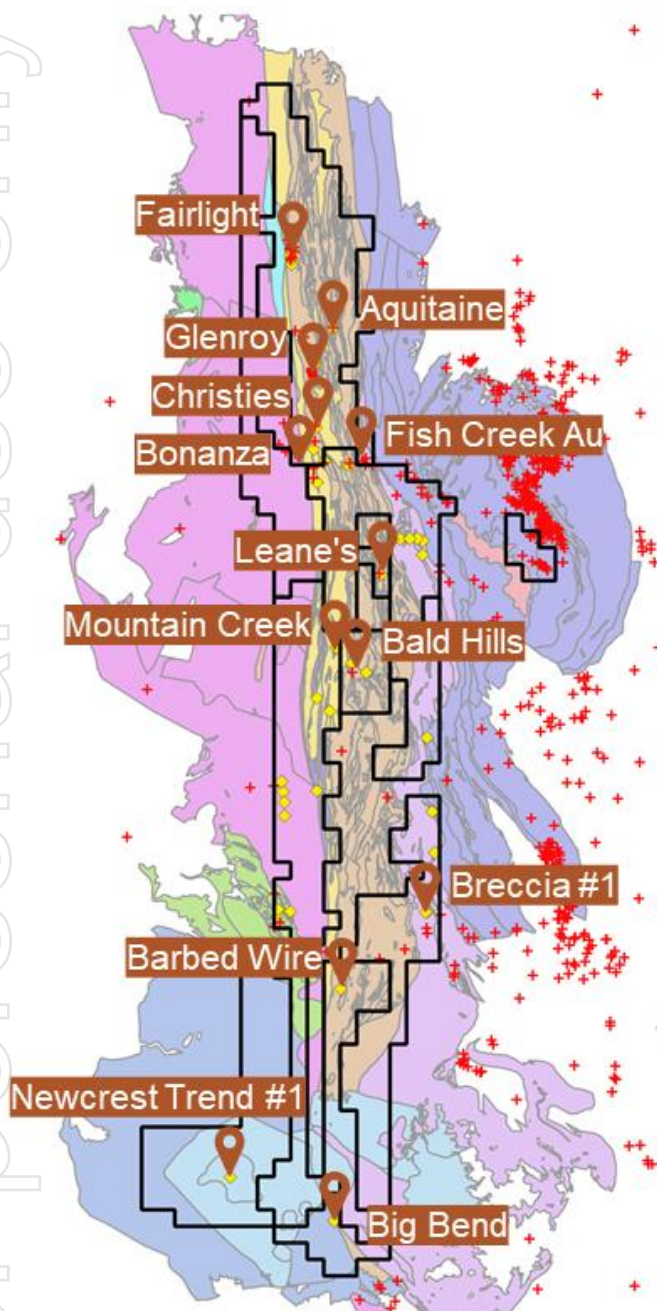 Fairlight
Aquitaine
Glenroy
Christies
Fish Creek Au
Bonanza
Leane's
Mountain Creek
Bald Hills
Breccia #1
Barbed Wire
Newcrest Trend #1
Big Bend